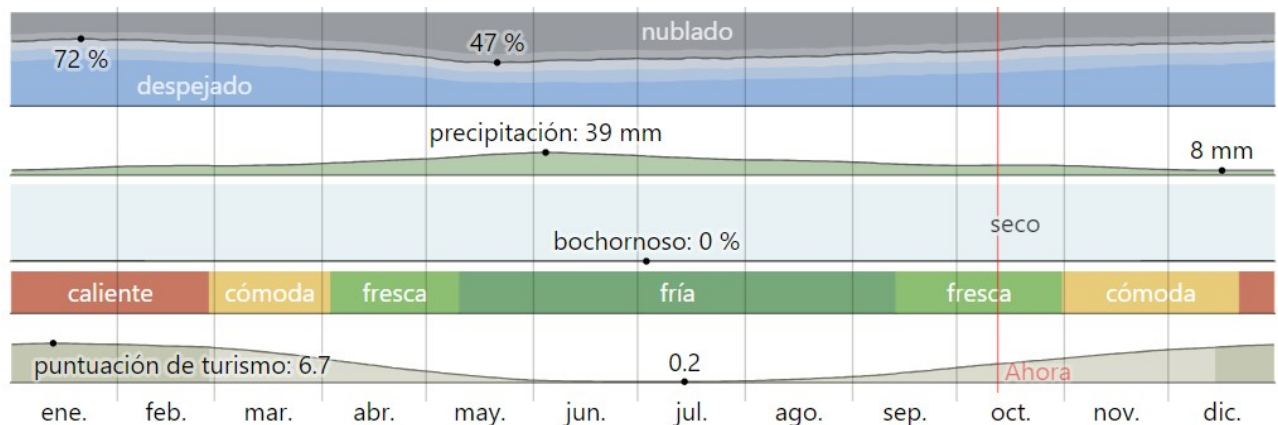 nublado
47 %
72 %
despejado
precipitación: 39 mm
8 mm
seco
bochornoso: 0 %
caliente cómoda fresca fría fresca cómoda
0.2
puntuación de turismo: 6.7
Ahora
ene. feb. mar. abr. may. jun. jul. ago. sep. oct. nov. dic.